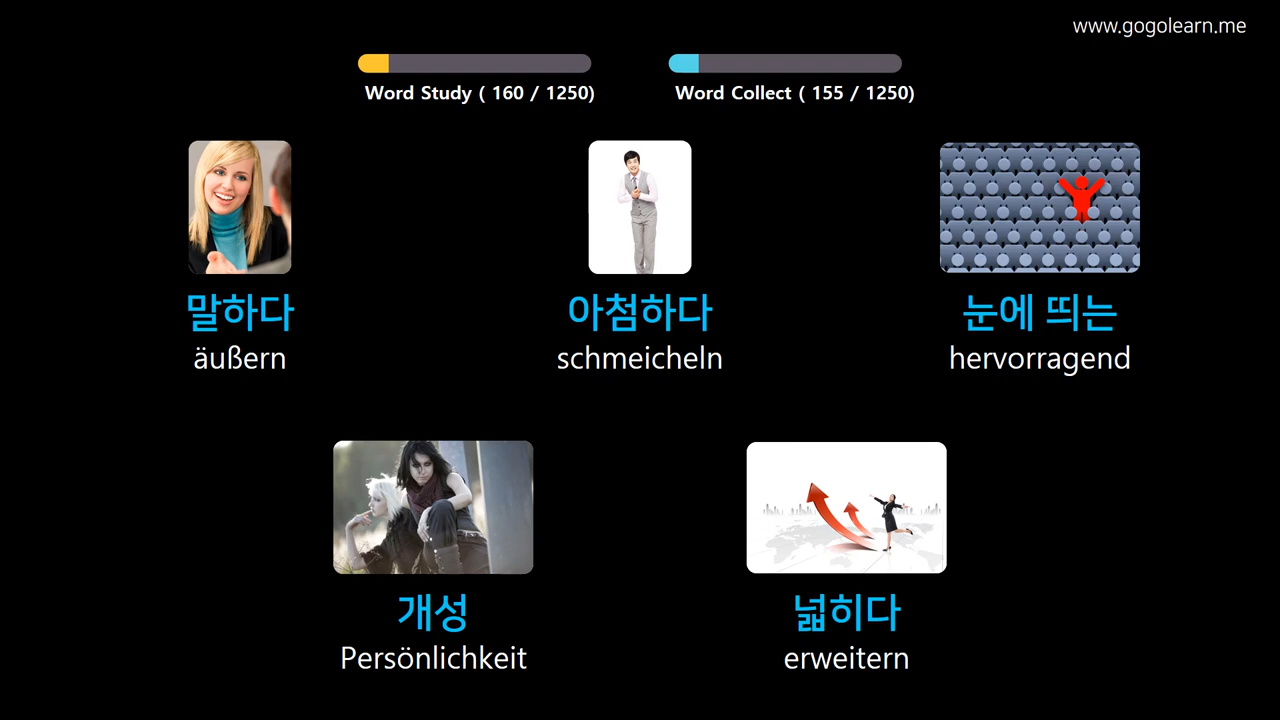 www.gogolearn.me
Word Study ( 160 / 1250)
Word Collect ( 155 / 1250)
말하다
äußern
아첨하다
schmeicheln
눈에 띄는
hervorragend
개성
Persönlichkeit
넓히다
erweitern